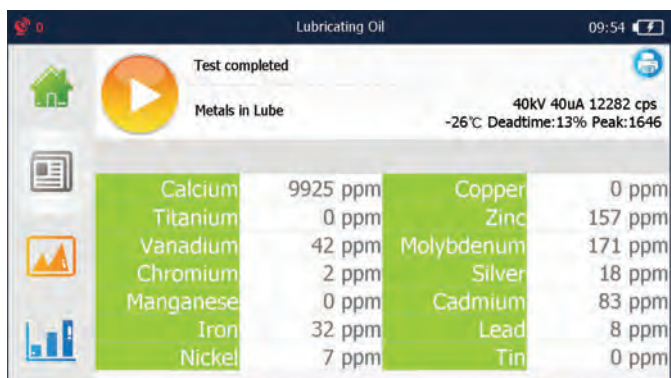 0 Lubricating Oil 09:54
Test completed
Metals in Lube
40kV 40uA 12282 cps
-26℃ Deadtime:13% Peak:1646
Calcium 9925 ppm Copper 0 ppm
Titanium 0 ppm Zinc 157 ppm
Vanadium 42 ppm Molybdenum 171 ppm
Chromium 2 ppm Silver 18 ppm
Manganese 0 ppm Cadmium 83 ppm
Iron 32 ppm Lead 8 ppm
Nickel 7 ppm Tin 0 ppm